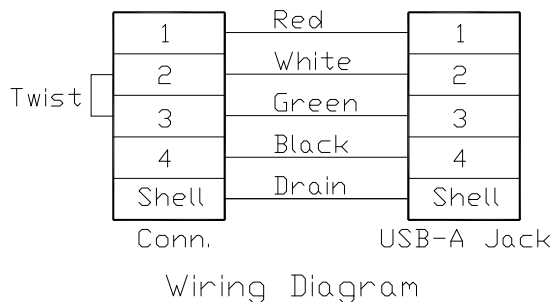 Red
1 1
White
2 2
Twist
Green
3 3
Black
4 4
Drain
Shell Shell
Conn. USB-A Jack
Wiring Diagram